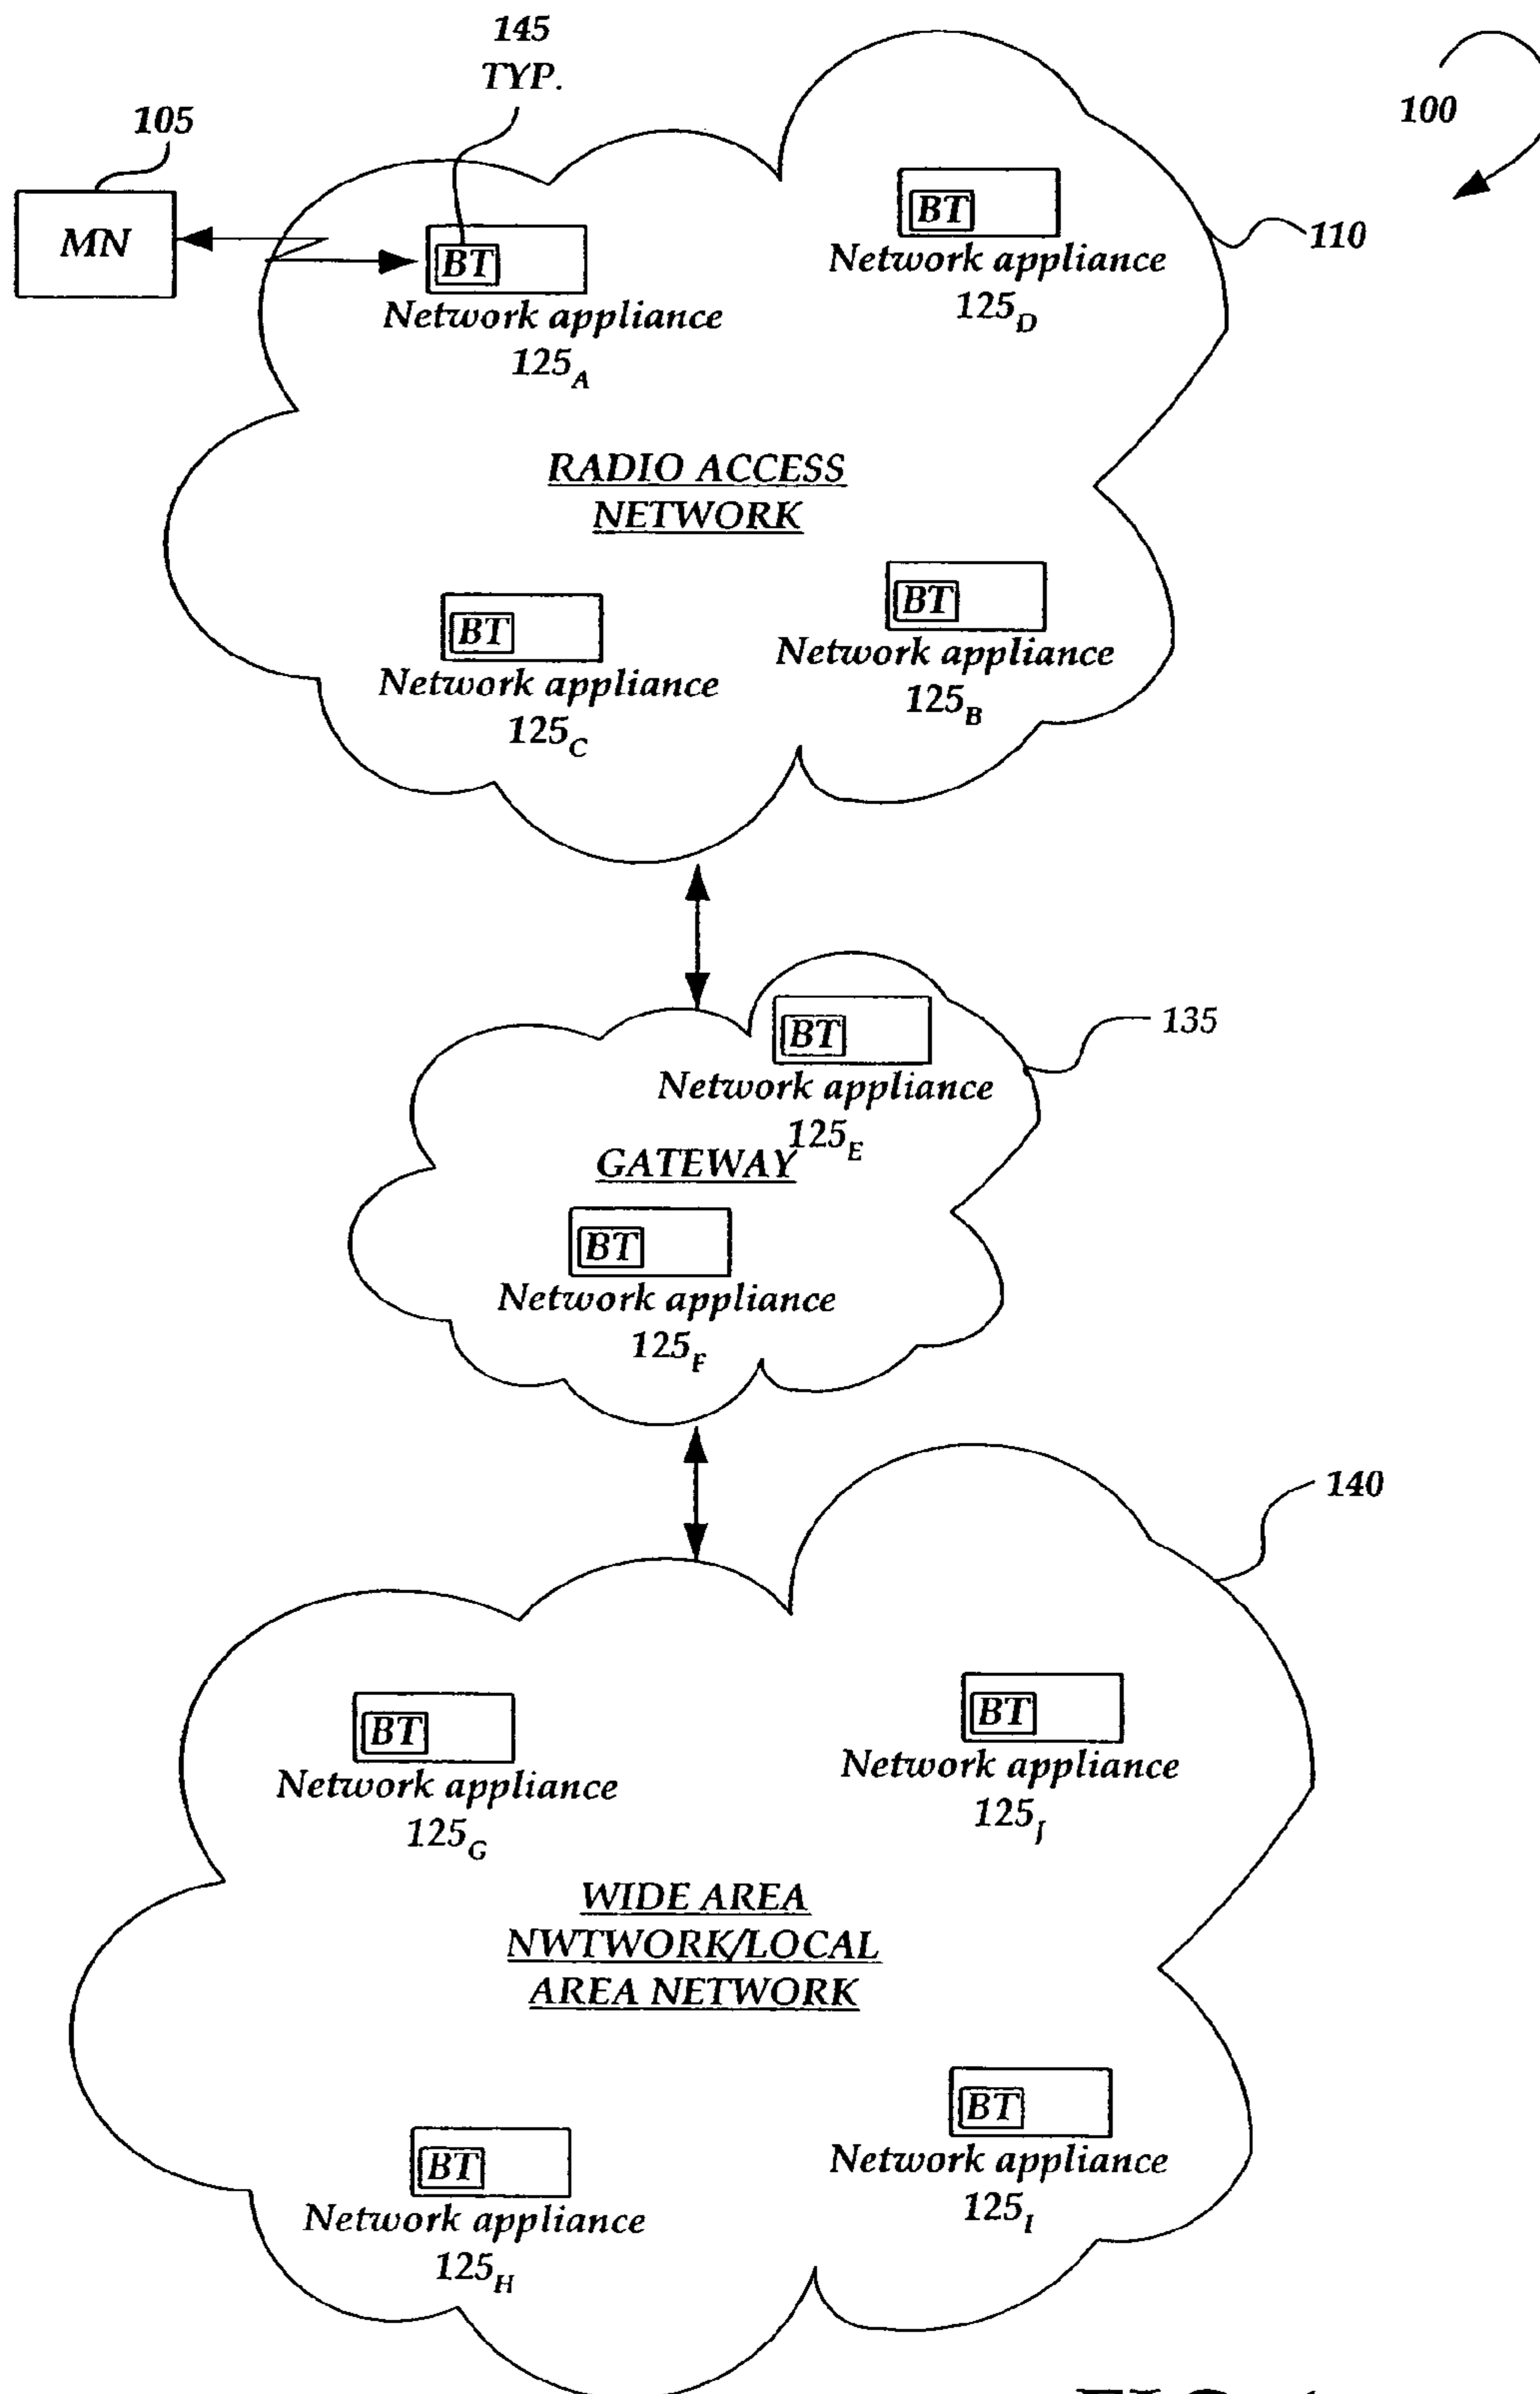 145
TYP.
105
100
MN
BT
Network appliance
125A
BT
Network appliance
125D
110
RADIO ACCESS
NETWORK
BT
Network appliance
125C
BT
Network appliance
125B
BT
Network appliance
125E
135
GATEWAY
BT
Network appliance
125F
140
BT
Network appliance
125G
BT
Network appliance
125J
WIDE AREA
NWTWORK/LOCAL
AREA NETWORK
BT
Network appliance
125H
BT
Network appliance
125I